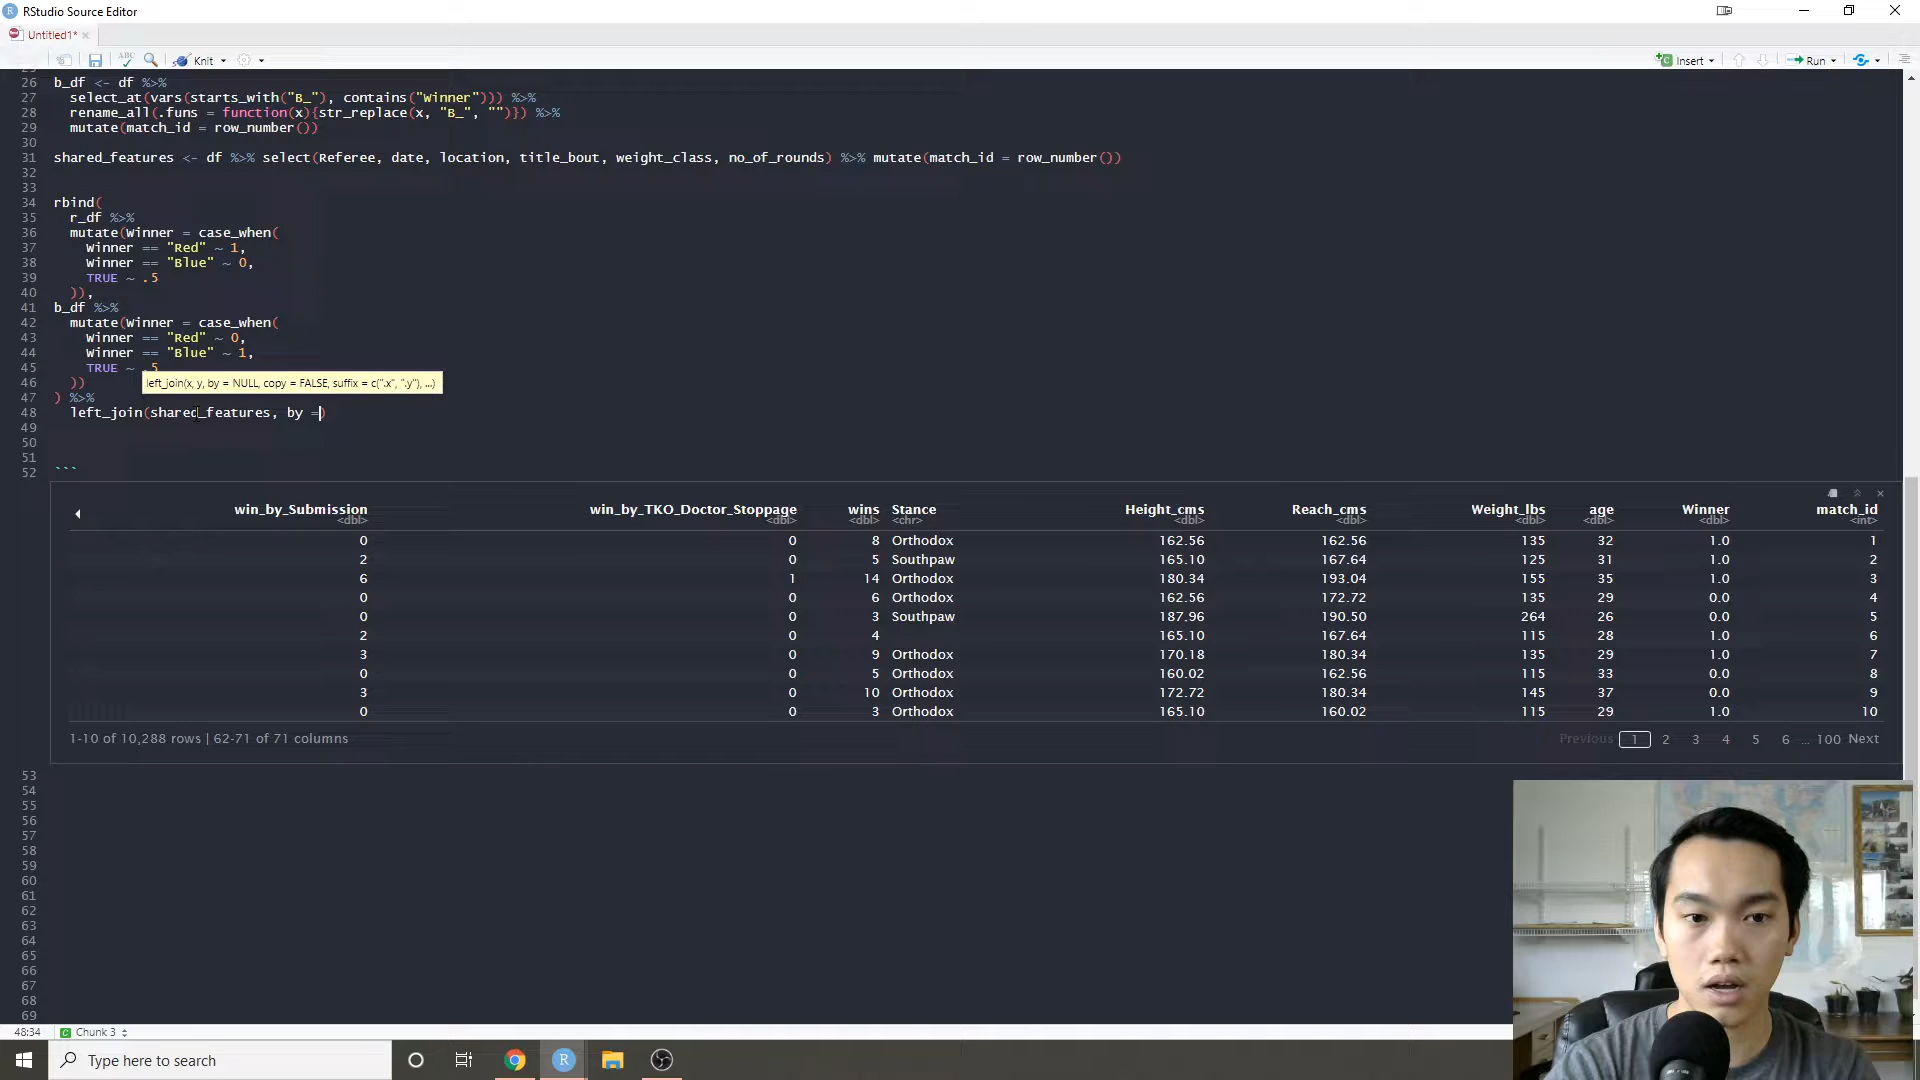 RStudio Source Editor
Untitled1*
ABC
Knit
Insert
Run
26 b_df <- df %>%
27 select_at(vars(starts_with("B_"), contains("Winner"))) %>%
28 rename_all(.funs = function(x){str_replace(x, "B_", "")}) %>%
29 mutate(match_id = row_number())
30
31 shared_features <- df %>% select(Referee, date, location, title_bout, weight_class, no_of_rounds) %>% mutate(match_id = row_number())
32
33
34 rbind(
35 r_df %>%
36 mutate(Winner = case_when(
37 Winner == "Red" ~ 1,
38 Winner == "Blue" ~ 0,
39 TRUE ~ .5
40 )),
41 b_df %>%
42 mutate(Winner = case_when(
43 Winner == "Red" ~ 0,
44 Winner == "Blue" ~ 1,
45 TRUE ~ .5
46 ))
left_join(x, y, by = NULL, copy = FALSE, suffix = c(".x", ".y"), ...)
47 ) %>%
48 left_join(shared_features, by =)
49
50
51
52 ```
win_by_Submission win_by_TKO_Doctor_Stoppage wins Stance Height_cms Reach_cms Weight_lbs age Winner match_id
<dbl> <dbl> <dbl> <chr> <dbl> <dbl> <dbl> <dbl> <dbl> <int>
0 0 8 Orthodox 162.56 162.56 135 32 1.0 1
2 0 5 Southpaw 165.10 167.64 125 31 1.0 2
6 1 14 Orthodox 180.34 193.04 155 35 1.0 3
0 0 6 Orthodox 162.56 172.72 135 29 0.0 4
0 0 3 Southpaw 187.96 190.50 264 26 0.0 5
2 0 4 165.10 167.64 115 28 1.0 6
3 0 9 Orthodox 170.18 180.34 135 29 1.0 7
0 0 5 Orthodox 160.02 162.56 115 33 0.0 8
3 0 10 Orthodox 172.72 180.34 145 37 0.0 9
0 0 3 Orthodox 165.10 160.02 115 29 1.0 10
1-10 of 10,288 rows | 62-71 of 71 columns Previous 1 2 3 4 5 6 ... 100 Next
53
54
55
56
57
58
59
60
61
62
63
64
65
66
67
68
69
48:34 Chunk 3
Type here to search